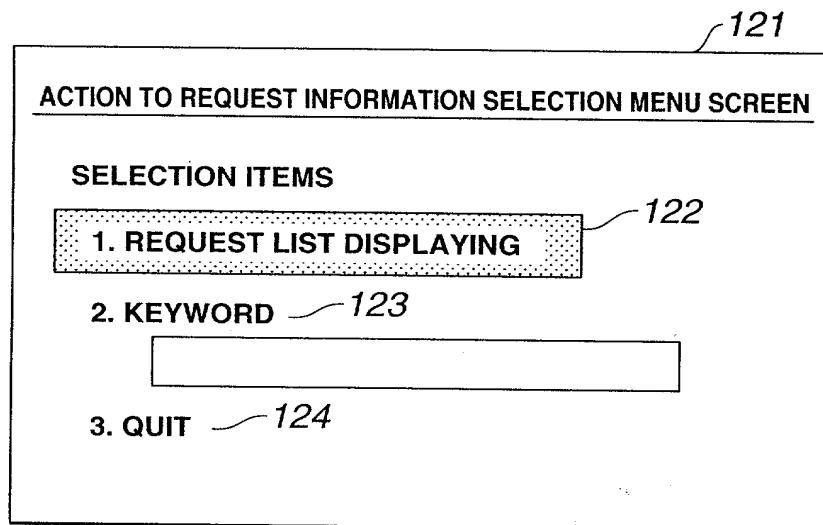 121
ACTION TO REQUEST INFORMATION SELECTION MENU SCREEN
SELECTION ITEMS
122
1. REQUEST LIST DISPLAYING
2. KEYWORD 123
3. QUIT 124